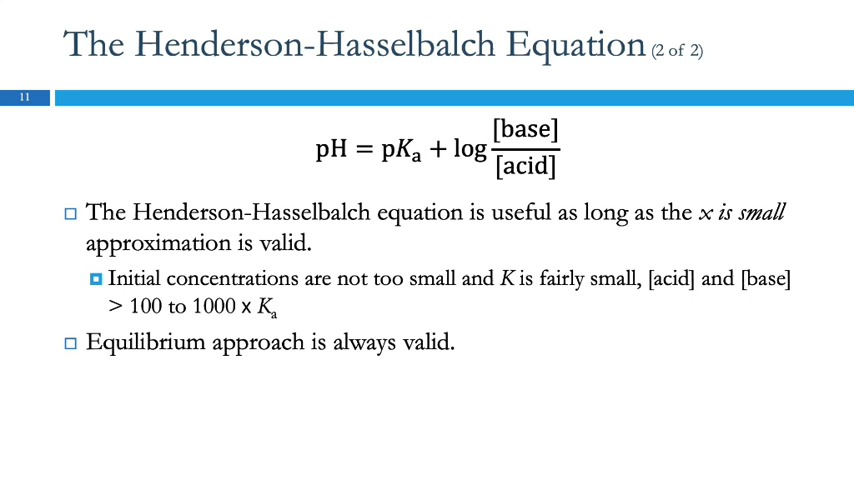 The Henderson-Hasselbalch Equation (2 of 2)
11
pH = pKₐ + log [base]/[acid]
The Henderson-Hasselbalch equation is useful as long as the x is small
approximation is valid.
Initial concentrations are not too small and K is fairly small, [acid] and [base]
> 100 to 1000 x Kₐ
Equilibrium approach is always valid.